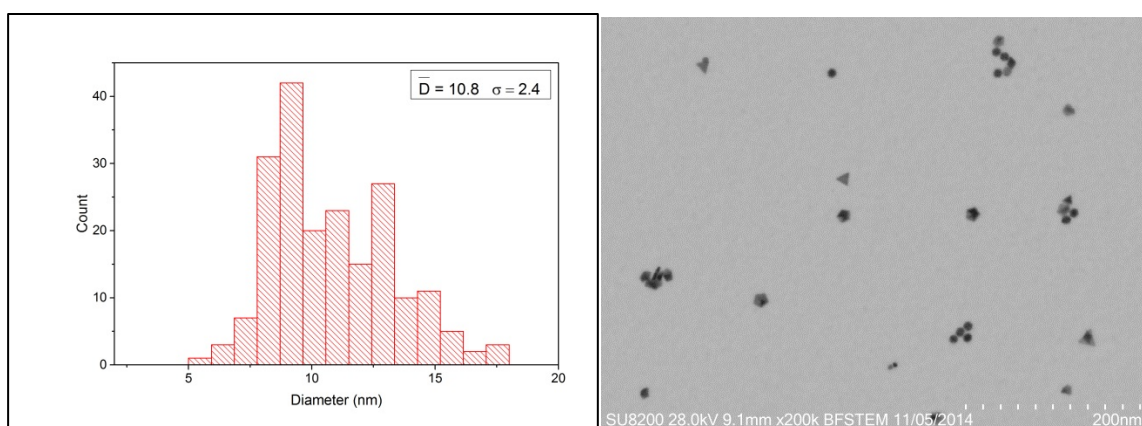 D̅ = 10.8 σ = 2.4
40
30
20
10
0
Count
5 10 15 20
Diameter (nm)
SU8200 28.0kV 9.1mm x200k BFSTEM 11/05/2014 200nm